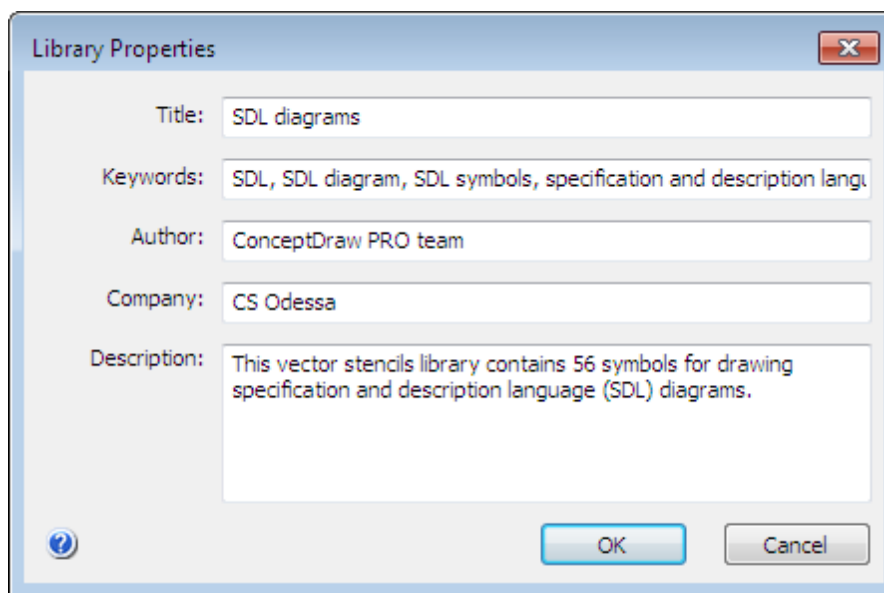 Library Properties
Title: SDL diagrams
Keywords: SDL, SDL diagram, SDL symbols, specification and description langu
Author: ConceptDraw PRO team
Company: CS Odessa
Description: This vector stencils library contains 56 symbols for drawing
specification and description language (SDL) diagrams.
OK Cancel